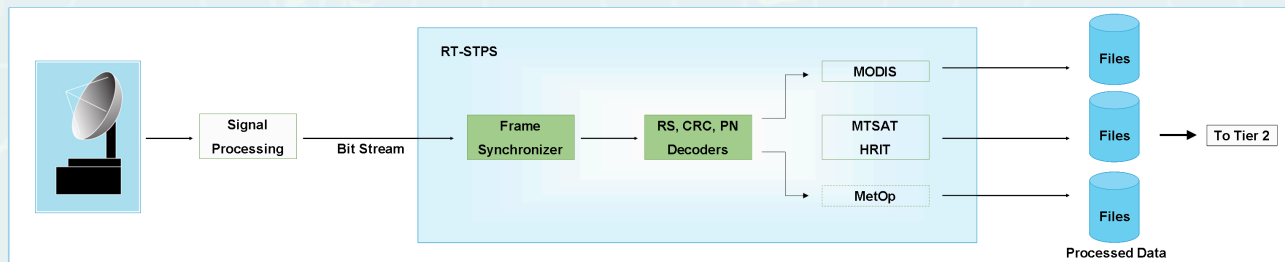 RT-STPS
Signal
Processing
Bit Stream
Frame
Synchronizer
RS, CRC, PN
Decoders
MODIS
MTSAT
HRIT
MetOp
Files
Files
Files
Processed Data
To Tier 2